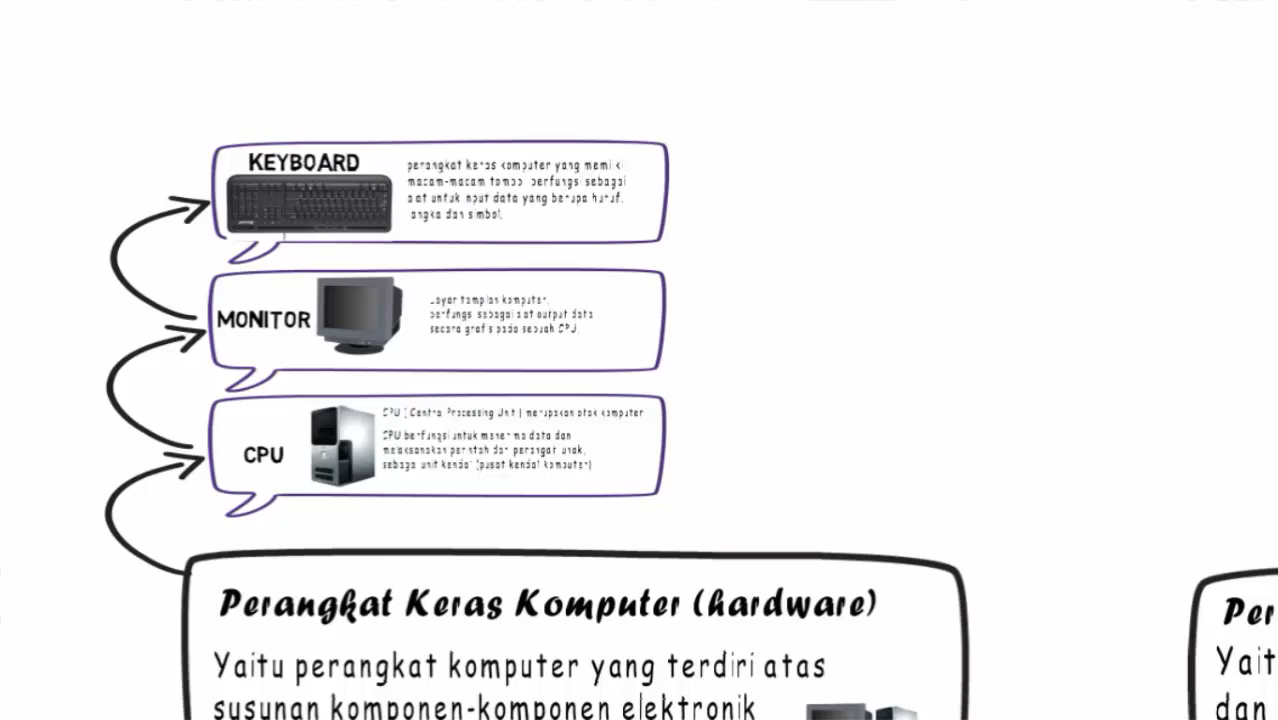 KEYBOARD
perangkat keras komputer yang memiliki
macam-macam tombol berfungsi sebagai
alat untuk input data yang berupa huruf,
angka dan simbol.
MONITOR
Layar tampilan komputer,
berfungsi sebagai alat output data
secara grafis pada sebuah CPU.
CPU
CPU ( Central Processing Unit ) merupakan otak komputer
CPU berfungsi untuk menerima data dan
melaksanakan perintah dari perangat lunak,
sebagai unit kendali (pusat kendali komputer)
Perangkat Keras Komputer (hardware)
Yaitu perangkat komputer yang terdiri atas
susunan komponen-komponen elektronik
Per
Yait
dan